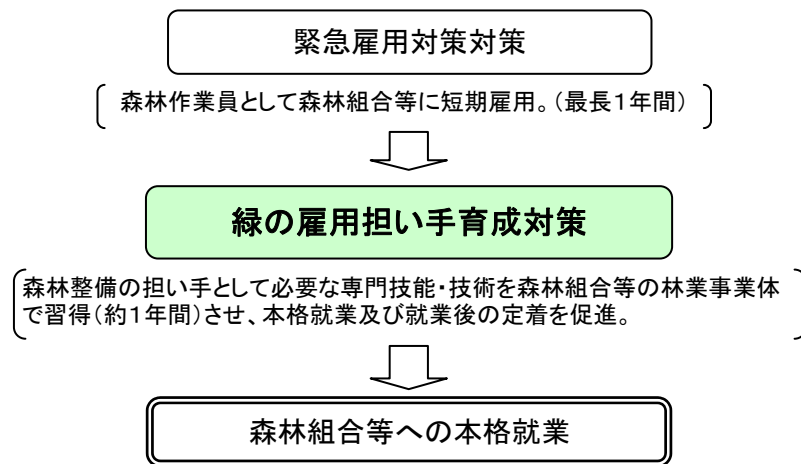 緊急雇用対策対策
森林作業員として森林組合等に短期雇用。（最長１年間）
緑の雇用担い手育成対策
森林整備の担い手として必要な専門技能・技術を森林組合等の林業事業体
で習得（約１年間）させ、本格就業及び就業後の定着を促進。
森林組合等への本格就業